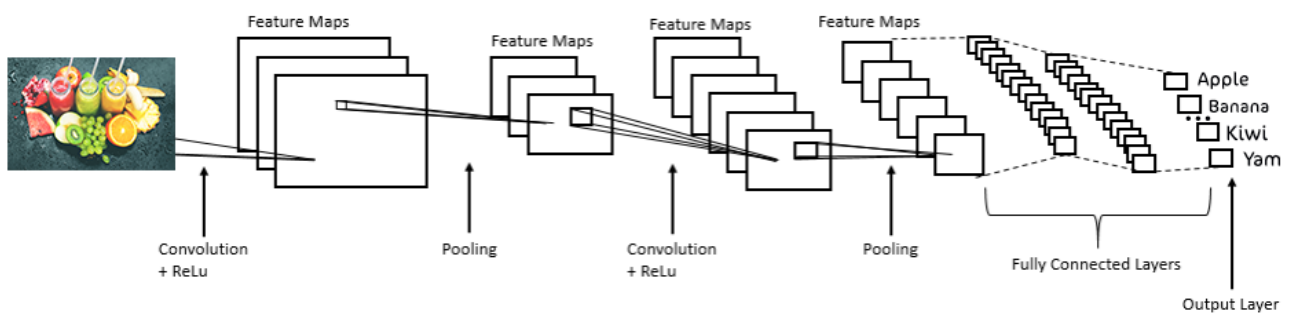 Feature Maps
Feature Maps
Feature Maps
Feature Maps
Apple
Banana
...
Kiwi
Yam
Convolution
+ ReLu
Pooling
Convolution
+ ReLu
Pooling
Fully Connected Layers
Output Layer